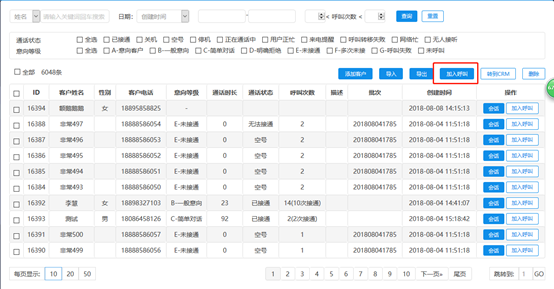 姓名 请输入关键词回车搜索 日期: 创建时间 - < 呼叫次数 < 查询 重置
通话状态 全选 已接通 关机 空号 停机 正在通话中 用户正忙 来电提醒 呼叫转移失败 网络忙 无人接听
意向等级 全选 A-意向客户 B-一般意向 C-简单对话 D-明确拒绝 E-未接通 F-多次未接 G-呼叫失败 未呼叫
全部 6048条 添加客户 导入 导出 加入呼叫 转到CRM 删除
ID 客户姓名 性别 客户电话 意向等级 通话时长 通话状态 呼叫次数 描述 批次 创建时间 操作
16394 女 18895858825 - 2018-08-08 14:15:13 会话 加入呼叫
16388 非常497 18888586054 E-未接通 0 无法接通 2 201808041785 2018-08-04 11:51:18 会话 加入呼叫
16387 非常496 18888586053 E-未接通 0 空号 2 201808041785 2018-08-04 11:51:18 会话 加入呼叫
16386 非常495 18888586052 E-未接通 0 空号 2 201808041785 2018-08-04 11:51:18 会话 加入呼叫
16385 非常494 18888586051 E-未接通 0 空号 2 201808041785 2018-08-04 11:51:18 会话 加入呼叫
16384 非常493 18888586050 E-未接通 0 空号 2 201808041785 2018-08-04 11:51:18 会话 加入呼叫
16392 李慧 女 18898327103 B-一般意向 23 已接通 14(10次接通) 2018-08-04 14:41:07 会话 加入呼叫
16393 测试 男 18086458126 C-简单对话 92 已接通 2(2次接通) 2018-08-04 15:18:42 会话 加入呼叫
16391 非常500 18888586057 E-未接通 0 空号 1 201808041785 2018-08-04 11:51:18 会话 加入呼叫
16390 非常499 18888586056 E-未接通 0 空号 1 201808041785 2018-08-04 11:51:18 会话 加入呼叫
每页显示: 10 20 50 1 2 3 4 5 6 7 8 9 10 下一页» 尾页 跳转到: 1 GO